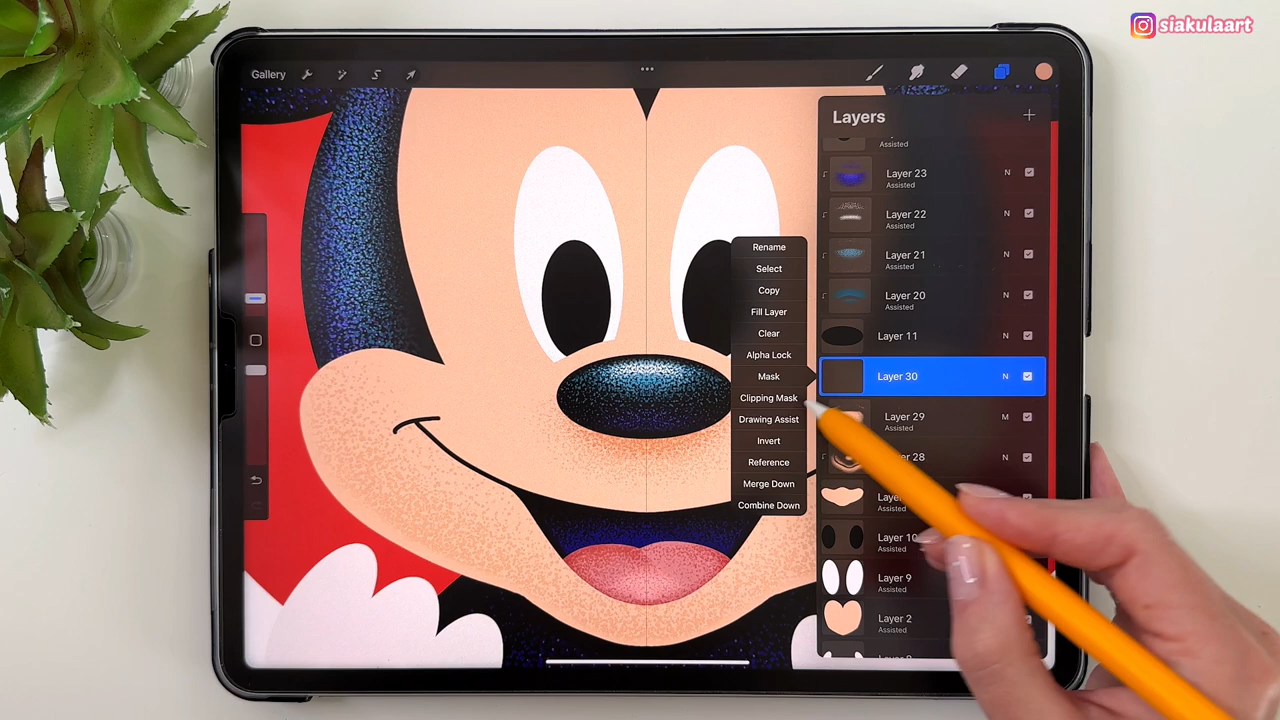 siakulaart
Gallery
Layers
Assisted
Layer 23
N
Assisted
Layer 22
N
Assisted
Layer 21
N
Assisted
Layer 20
N
Assisted
Layer 11
N
Layer 30
N
Layer 29
M
Assisted
28
N
Assisted
Assisted
Layer 10
Assisted
Layer 9
Assisted
Layer 2
Assisted
Rename
Select
Copy
Fill Layer
Clear
Alpha Lock
Mask
Clipping Mask
Drawing Assist
Invert
Reference
Merge Down
Combine Down